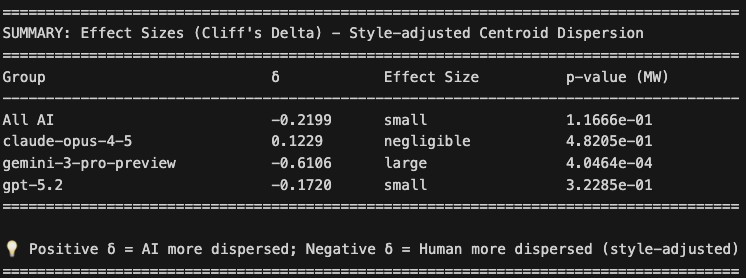 ================================================================================
SUMMARY: Effect Sizes (Cliff's Delta) - Style-adjusted Centroid Dispersion
================================================================================
Group δ Effect Size p-value (MW)
--------------------------------------------------------------------------------
All AI -0.2199 small 1.1666e-01
claude-opus-4-5 0.1229 negligible 4.8205e-01
gemini-3-pro-preview -0.6106 large 4.0464e-04
gpt-5.2 -0.1720 small 3.2285e-01
================================================================================
💡 Positive δ = AI more dispersed; Negative δ = Human more dispersed (style-adjusted)
================================================================================